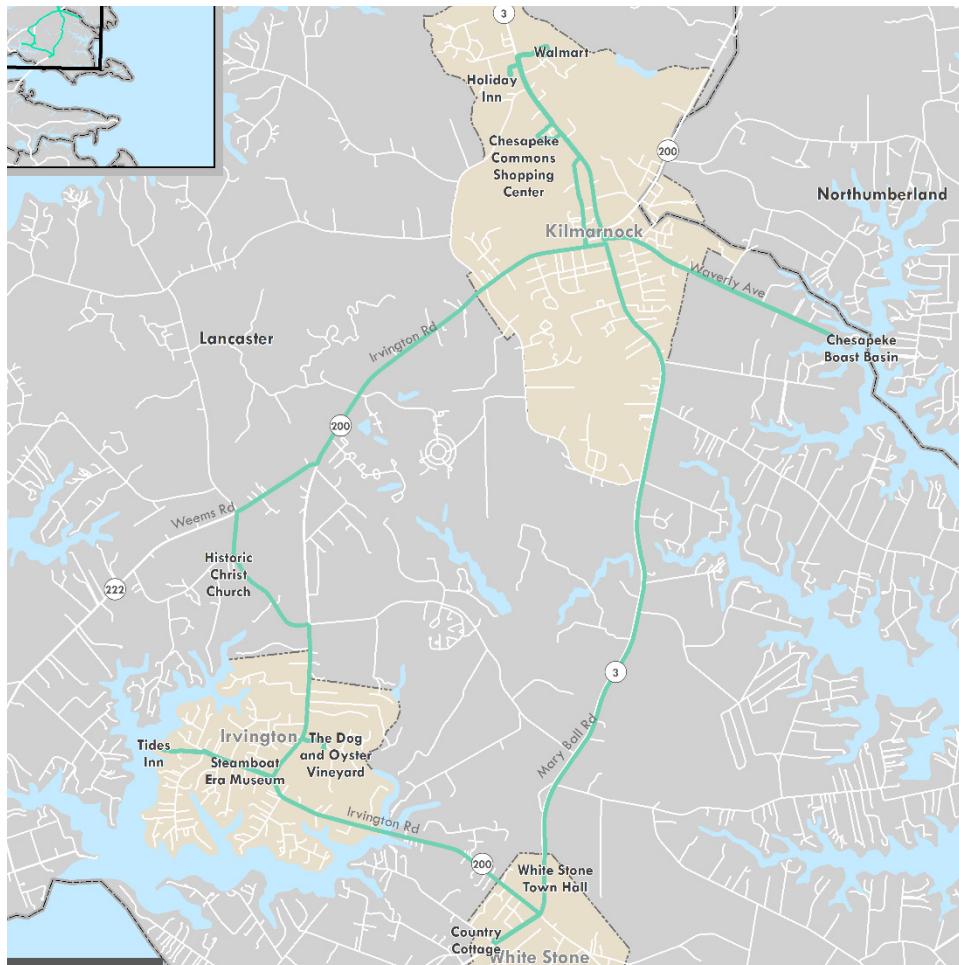 3
Walmart
Holiday
Inn
Chesapeke
Commons
Shopping
Center
200
Northumberland
Kilmarnock
Waverly Ave
Chesapeke
Boast Basin
Lancaster
Irvington Rd
200
Weems Rd
Historic
Christ
Church
222
3
Mary Ball Rd
Irvington
Tides
Inn
Steamboat
Era Museum
The Dog
and Oyster
Vineyard
Irvington Rd
200
White Stone
Town Hall
Country
Cottage
White Stone